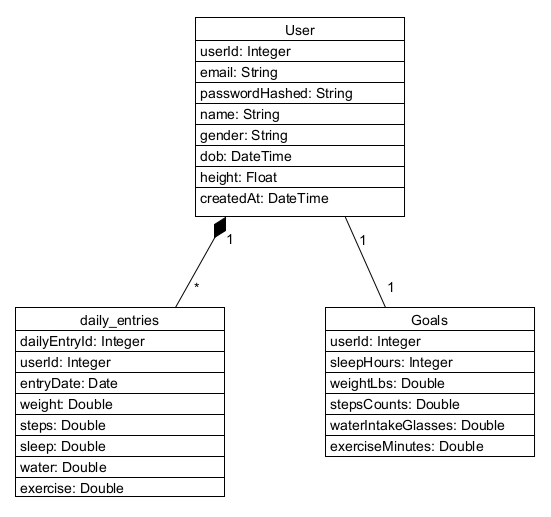 User
userId: Integer
email: String
passwordHashed: String
name: String
gender: String
dob: DateTime
height: Float
createdAt: DateTime
1
1
*
1
daily_entries
dailyEntryId: Integer
userId: Integer
entryDate: Date
weight: Double
steps: Double
sleep: Double
water: Double
exercise: Double
Goals
userId: Integer
sleepHours: Integer
weightLbs: Double
stepsCounts: Double
waterIntakeGlasses: Double
exerciseMinutes: Double